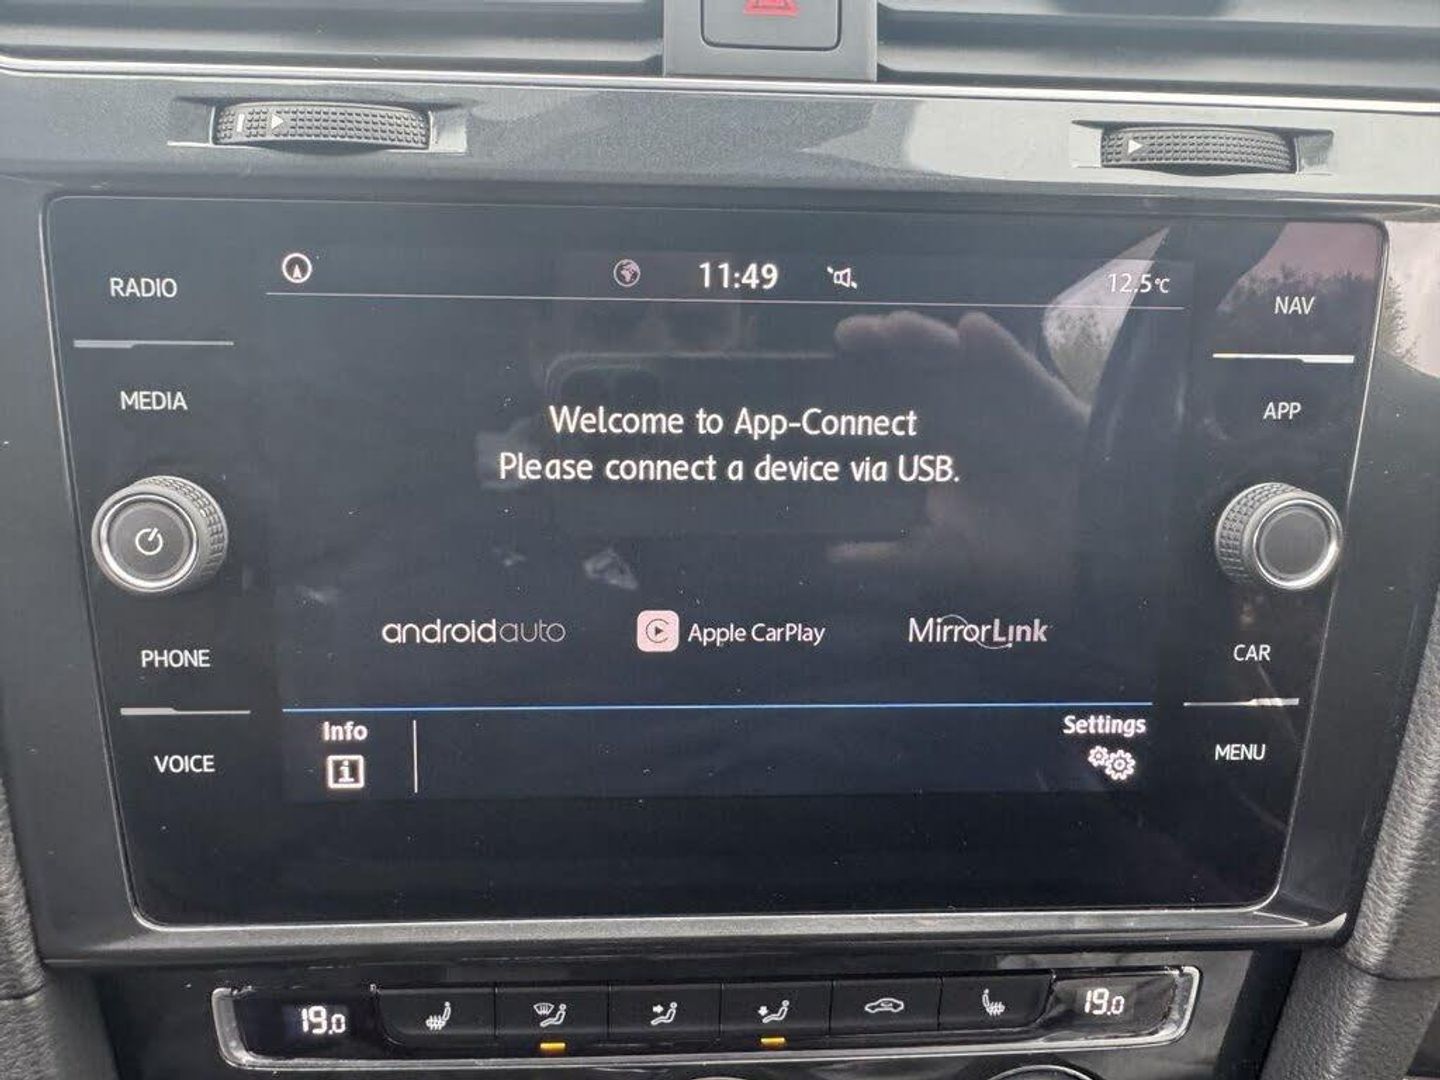 11:49
12.5°C
RADIO
NAV
MEDIA
APP
Welcome to App-Connect
Please connect a device via USB.
androidauto
Apple CarPlay
MirrorLink
PHONE
CAR
Info
Settings
VOICE
MENU
19.0
19.0